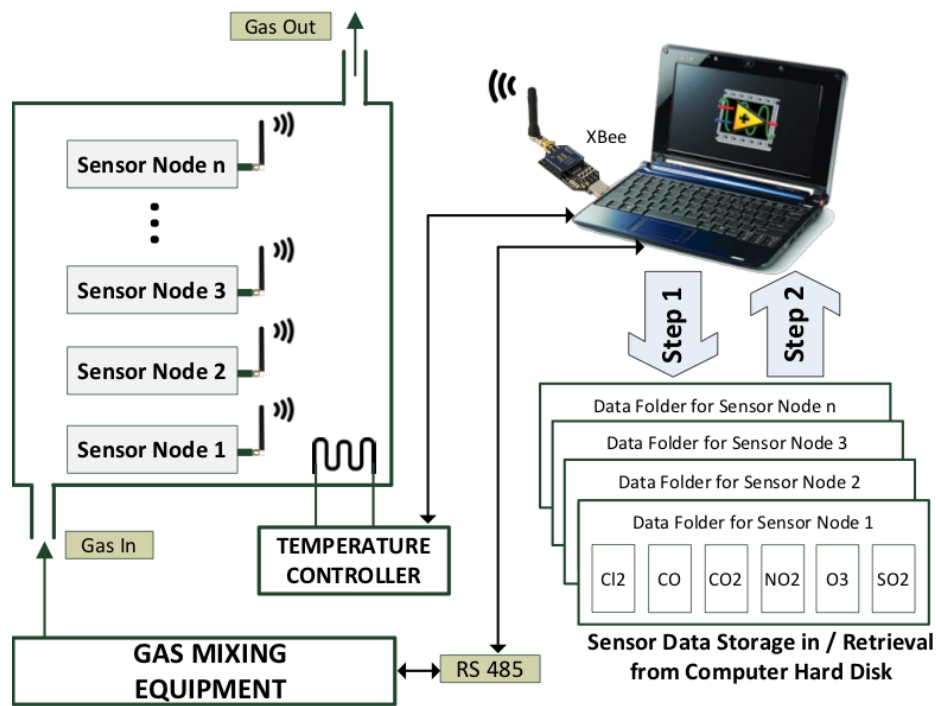 Gas Out
Sensor Node n
Sensor Node 3
Sensor Node 2
Sensor Node 1
Gas In
TEMPERATURE
CONTROLLER
GAS MIXING
EQUIPMENT
RS 485
XBee
Step 1
Step 2
Data Folder for Sensor Node n
Data Folder for Sensor Node 3
Data Folder for Sensor Node 2
Data Folder for Sensor Node 1
Cl2 CO CO2 NO2 O3 SO2
Sensor Data Storage in / Retrieval
from Computer Hard Disk